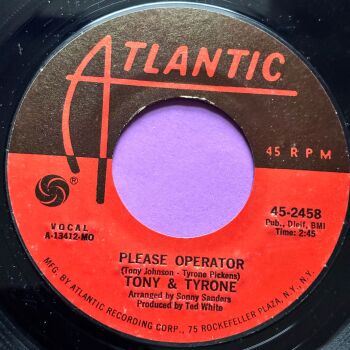 ATLANTIC
45 RPM
VOCAL
A-13412-MO
45-2458
Pub., Dleif, BMI
Time: 2:45
PLEASE OPERATOR
(Tony Johnson - Tyrone Pickens)
TONY & TYRONE
Arranged by Sonny Sanders
Produced by Ted White
MFG. BY ATLANTIC RECORDING CORP., 75 ROCKEFELLER PLAZA, N.Y., N.Y.